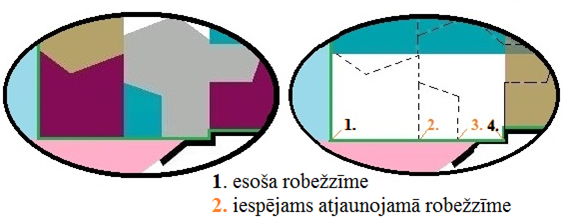 1. 2. 3. 4.
1. esoša robežzīme
2. iespējams atjaunojamā robežzīme